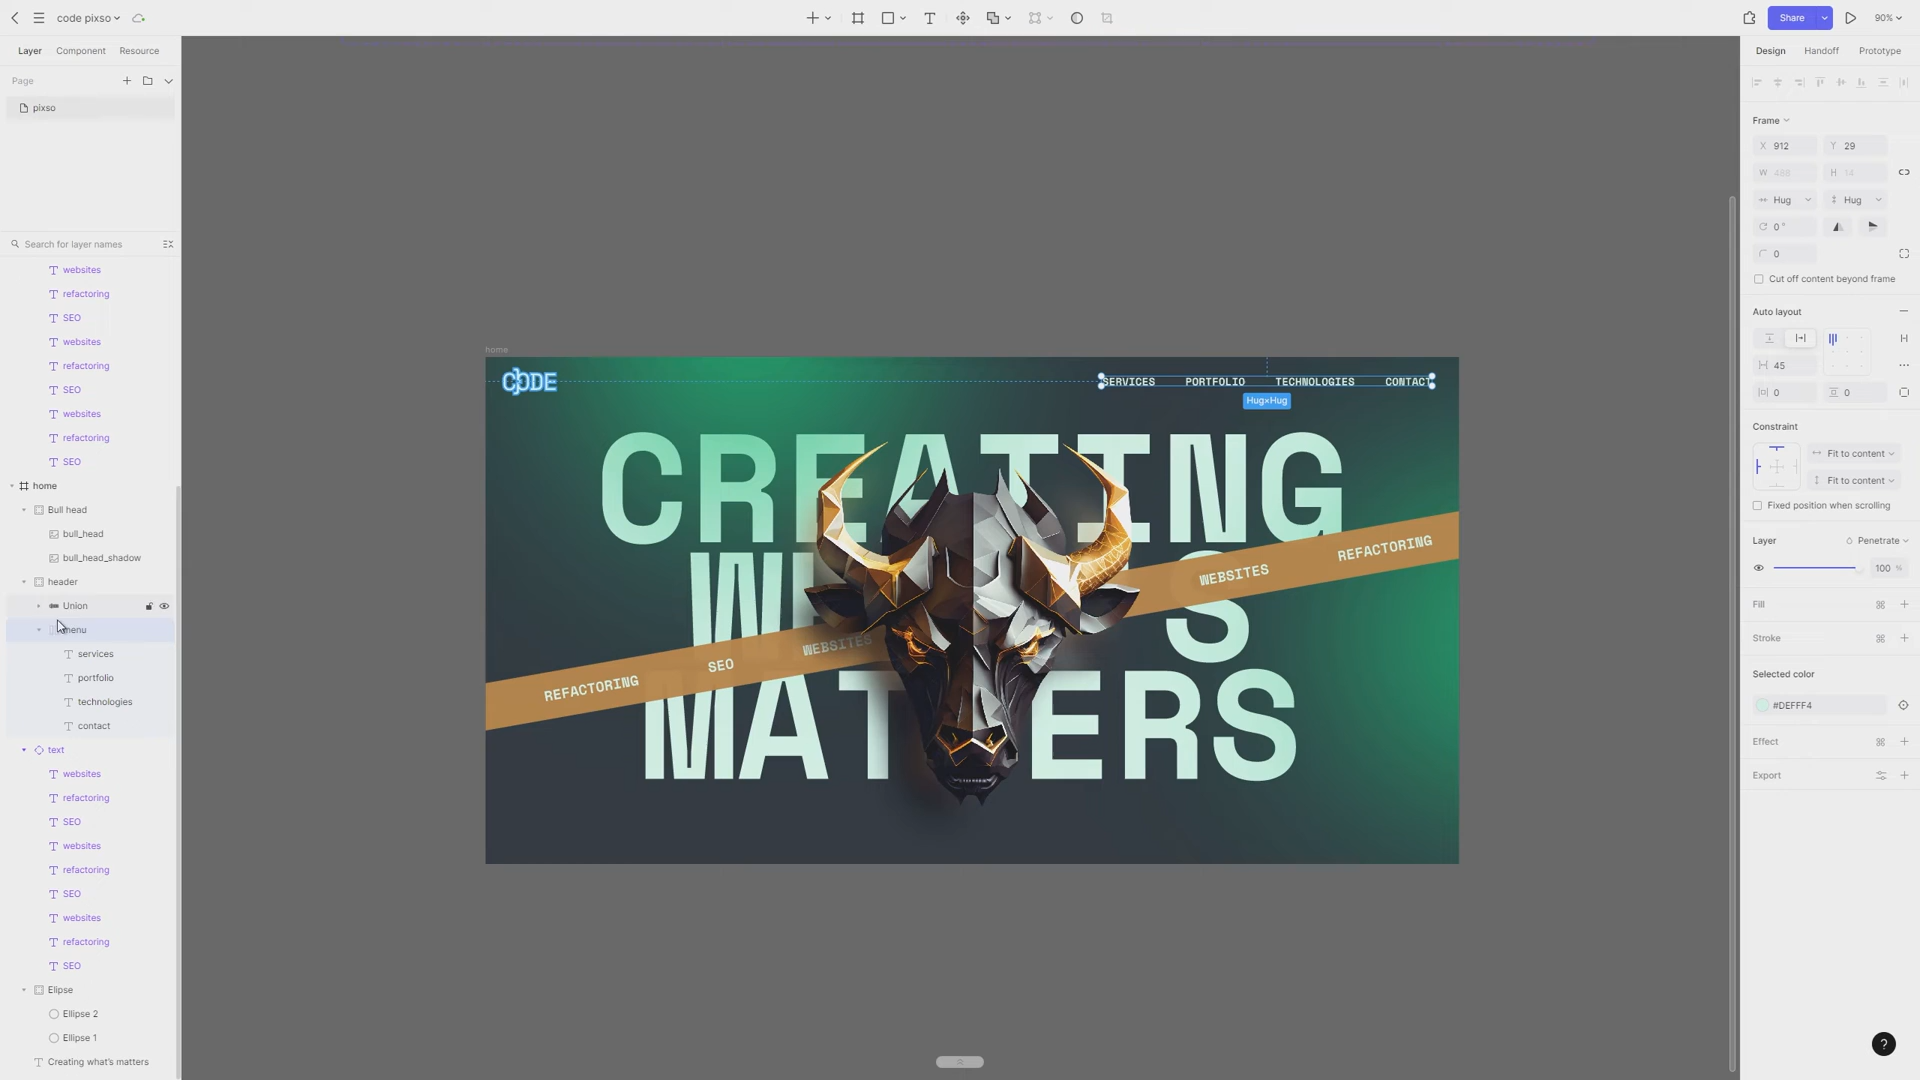 code pixso
Share
90%
Layer Component Resource
Page
pixso
Search for layer names
websites
refactoring
SEO
websites
refactoring
SEO
websites
refactoring
SEO
home
Bull head
bull_head
bull_head_shadow
header
Union
menu
services
portfolio
technologies
contact
text
websites
refactoring
SEO
websites
refactoring
SEO
websites
refactoring
SEO
Elipse
Ellipse 2
Ellipse 1
Creating what's matters
home
CODE
SERVICES PORTFOLIO TECHNOLOGIES CONTACT
Hug×Hug
CREATING
MATTERS
REFACTORING
SEO
WEBSITES
WEBSITES
REFACTORING
Design Handoff Prototype
Frame
X 912 Y 29
W 488 H 14
Hug Hug
0° 
0
Cut off content beyond frame
Auto layout
45
0 0
Constraint
Fit to content
Fit to content
Fixed position when scrolling
Layer Penetrate
100 %
Fill
Stroke
Selected color
#DEFFF4
Effect
Export
?